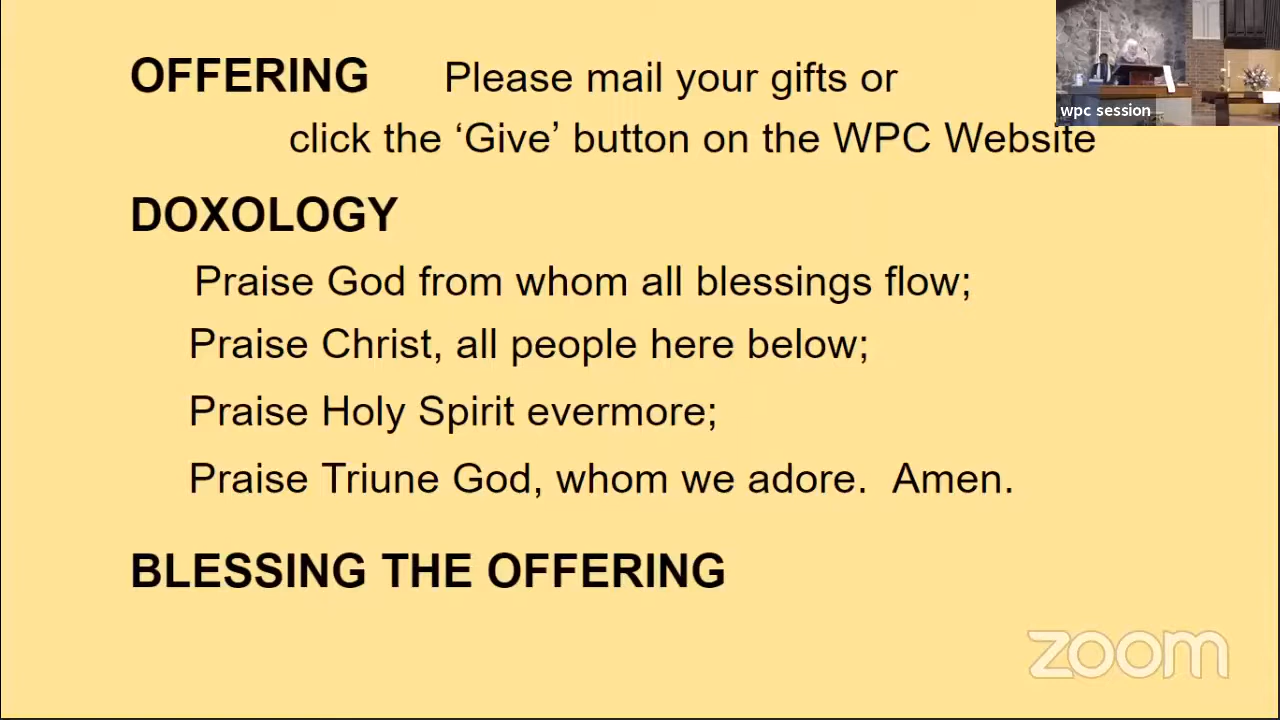 OFFERING Please mail your gifts or
click the ‘Give’ button on the WPC Website
wpc session
DOXOLOGY
Praise God from whom all blessings flow;
Praise Christ, all people here below;
Praise Holy Spirit evermore;
Praise Triune God, whom we adore. Amen.
BLESSING THE OFFERING
zoom